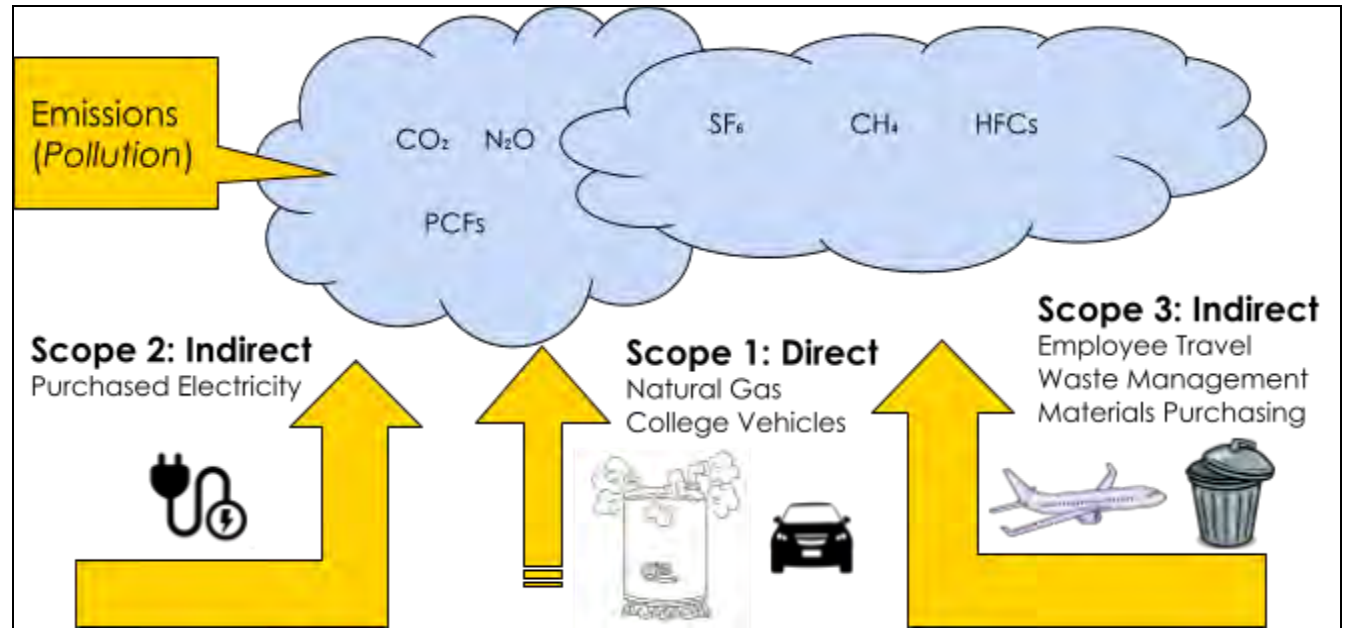 Emissions
(Pollution)
CO₂ N₂O
PCFs
SF₆ CH₄ HFCs
Scope 2: Indirect
Purchased Electricity
Scope 1: Direct
Natural Gas
College Vehicles
Scope 3: Indirect
Employee Travel
Waste Management
Materials Purchasing